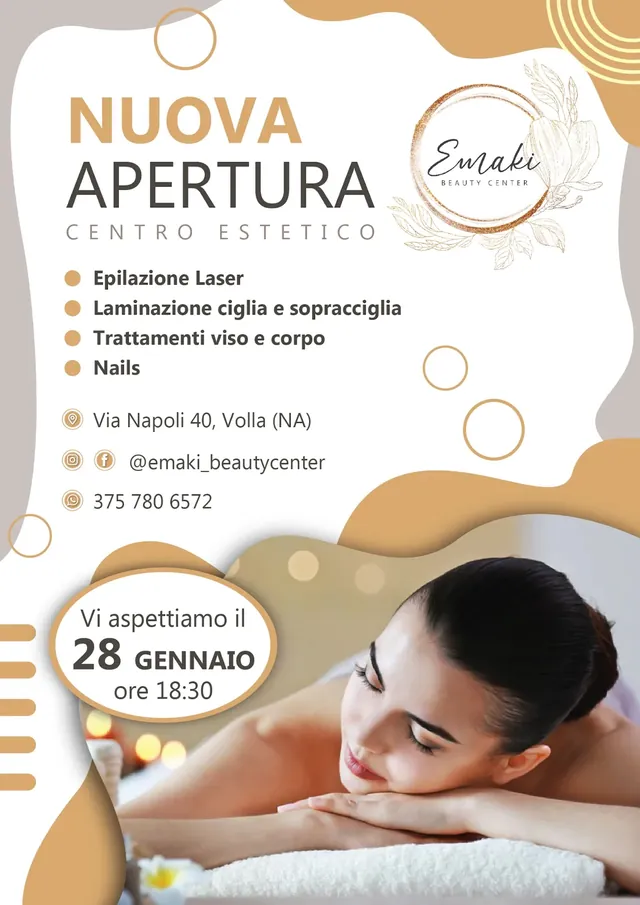 NUOVA
APERTURA
CENTRO ESTETICO
Emaki
BEAUTY CENTER
Epilazione Laser
Laminazione ciglia e sopracciglia
Trattamenti viso e corpo
Nails
Via Napoli 40, Volla (NA)
@emaki_beautycenter
375 780 6572
Vi aspettiamo il
28 GENNAIO
ore 18:30